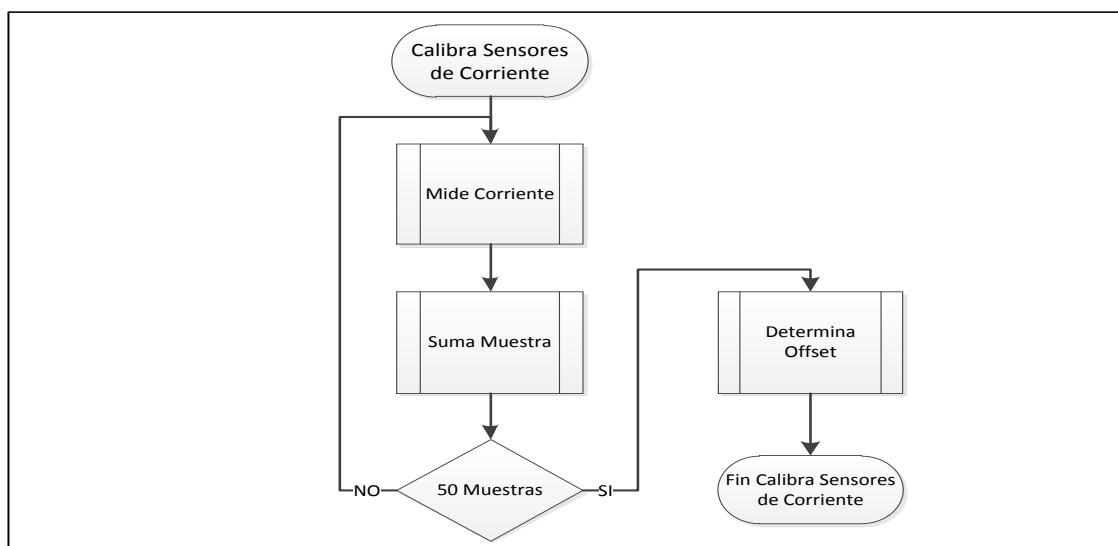 Calibra Sensores
de Corriente
Mide Corriente
Suma Muestra
50 Muestras
NO
SI
Determina
Offset
Fin Calibra Sensores
de Corriente